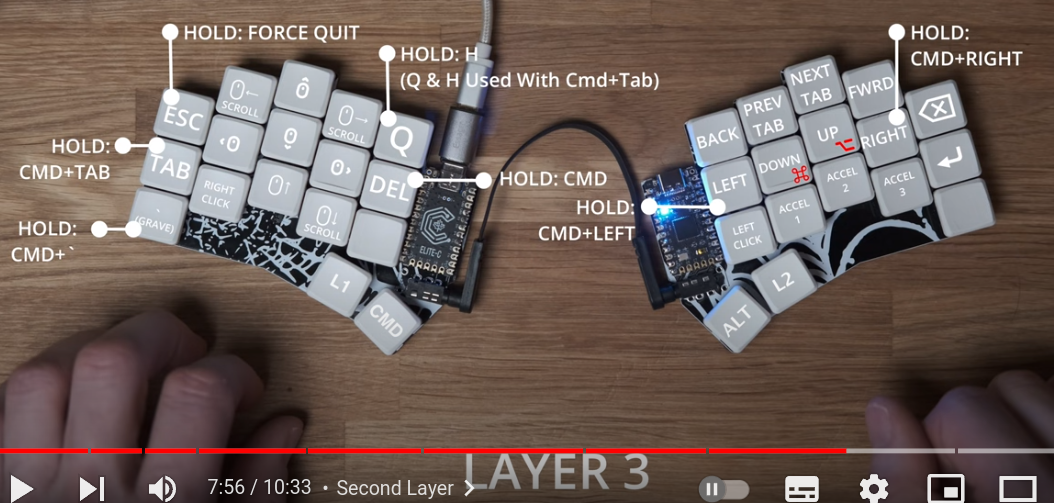 HOLD: FORCE QUIT
HOLD: H
(Q & H Used With Cmd+Tab)
HOLD:
CMD+RIGHT
ESC
SCROLL
SCROLL
Q
HOLD:
CMD+TAB
TAB
RIGHT
CLICK
SCROLL
DEL
HOLD: CMD
HOLD:
CMD+`
`
(GRAVE)
ELITE-C
L1
CMD
BACK
PREV
TAB
NEXT
TAB
FWRD
LEFT
DOWN
⌘
UP
⌥
RIGHT
HOLD:
CMD+LEFT
LEFT
CLICK
ACCEL
1
ACCEL
2
ACCEL
3
L2
ALT
LAYER 3
7:56 / 10:33 • Second Layer